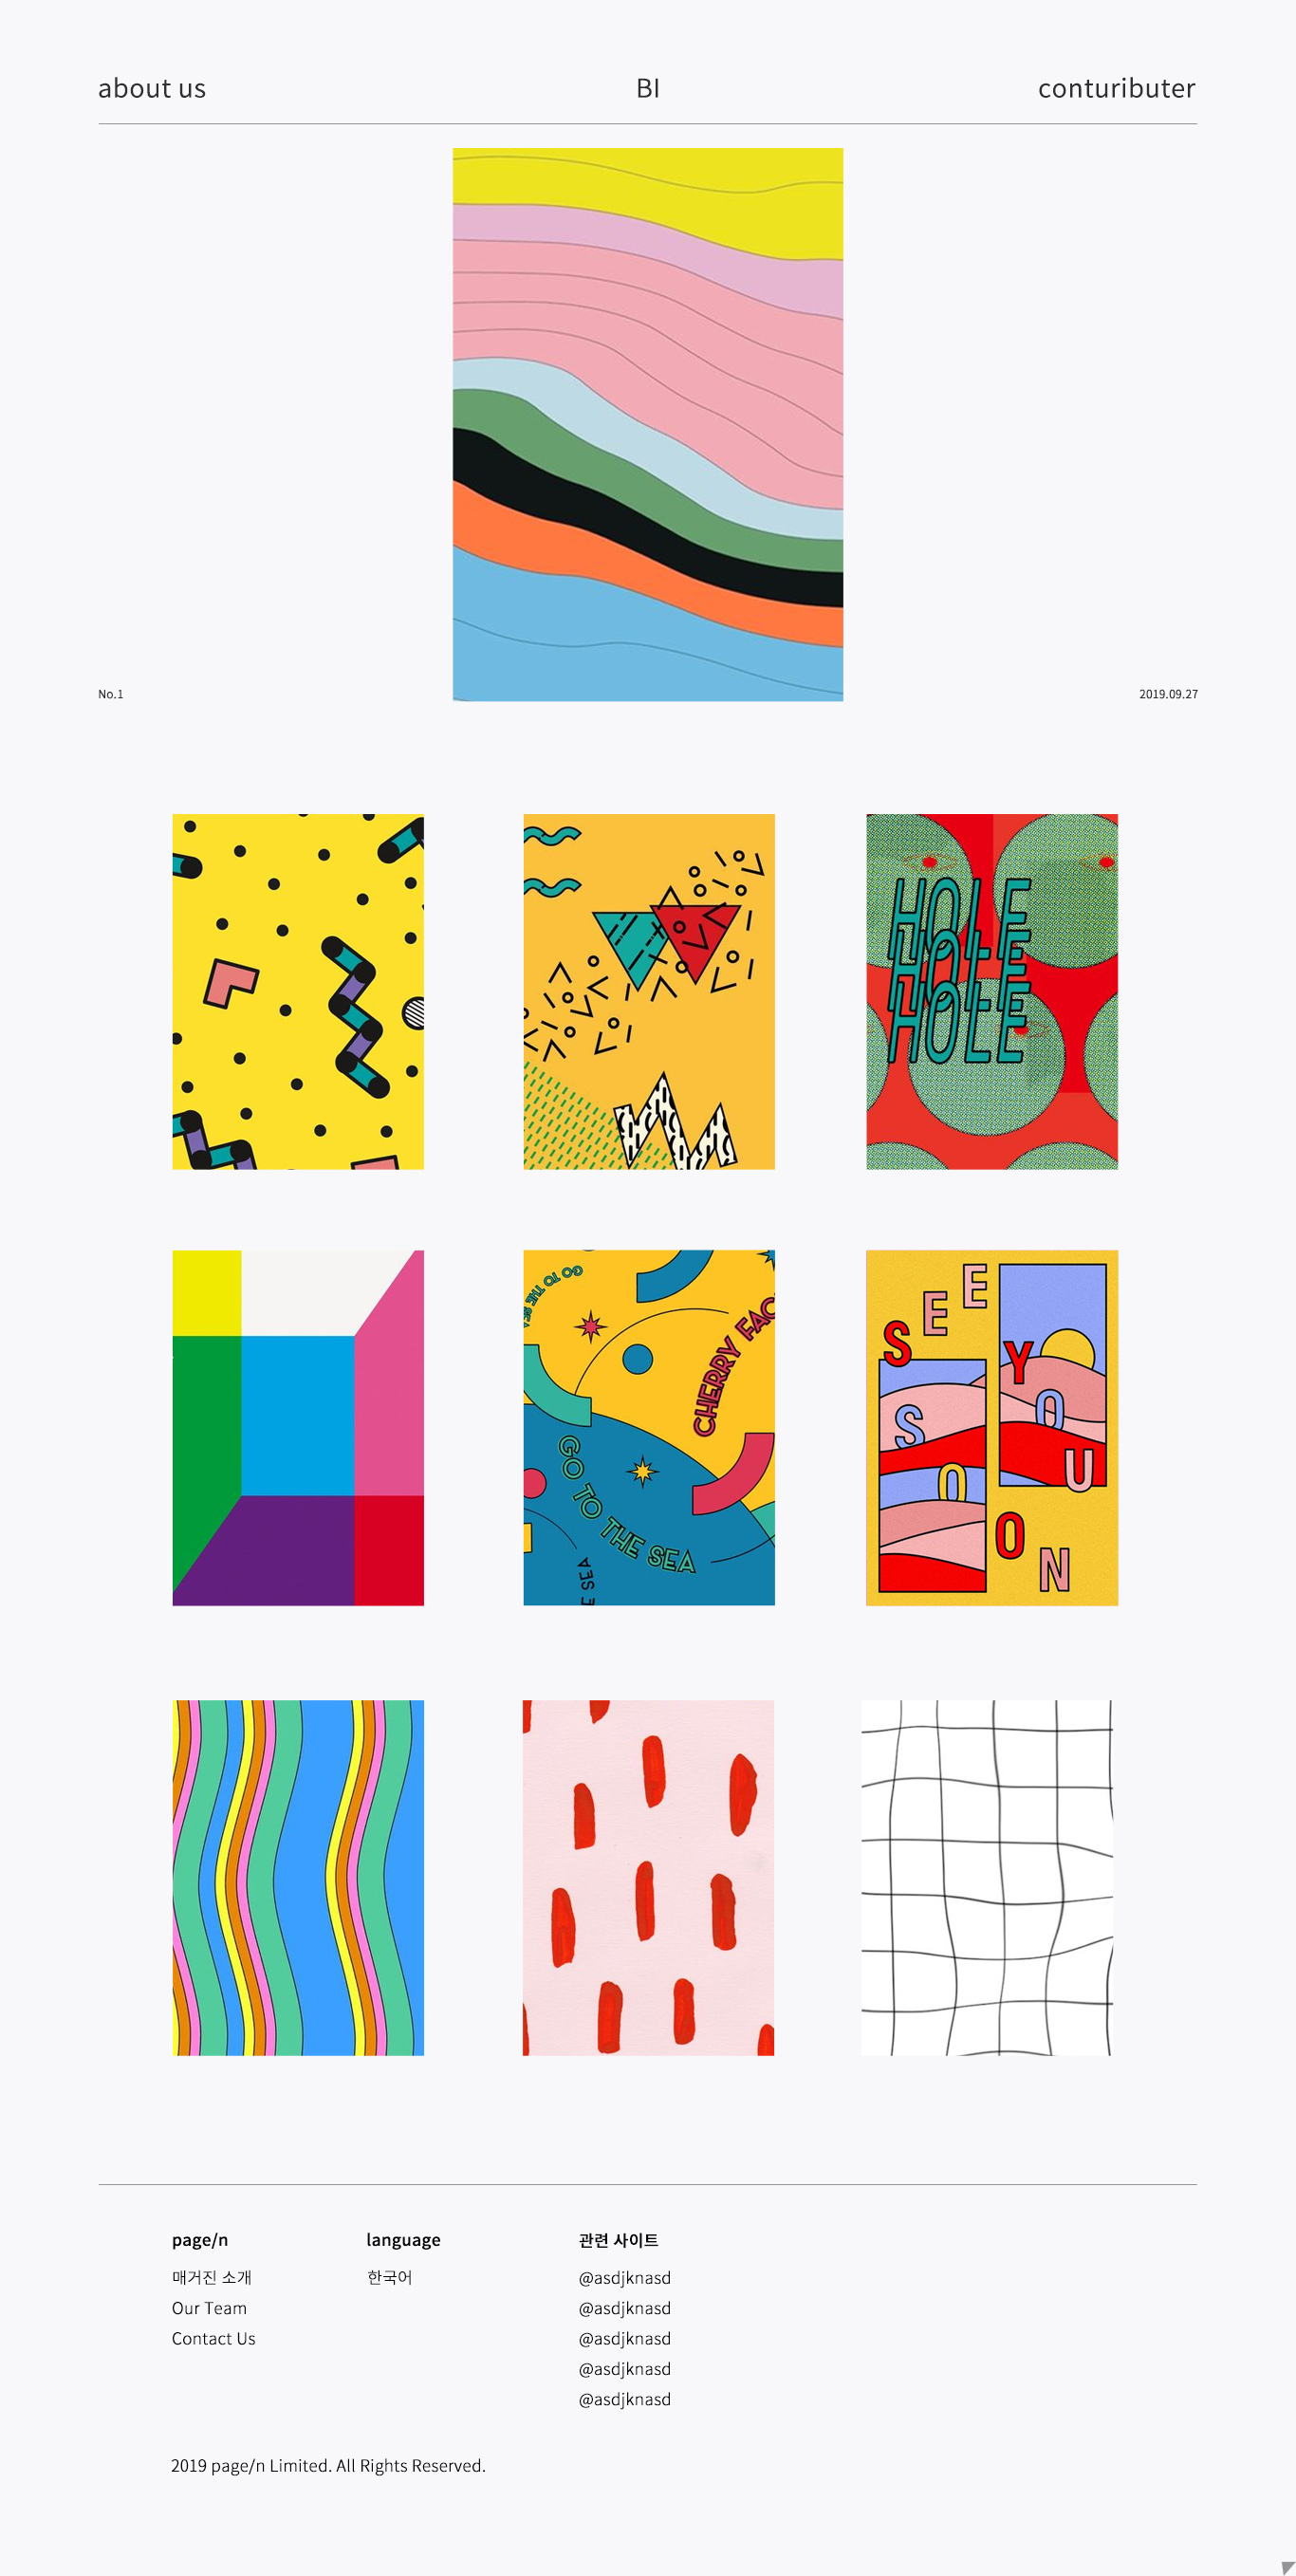 about us
BI
contuributer
No.1
2019.09.27
HOLE
HOLE
HOLE
GO TO THE SEA
CHERRY FAC
GO TO THE SEA
E SEA
SEE
YOU
SOON
page/n
language
관련 사이트
매거진 소개
한국어
@asdjknasd
Our Team
@asdjknasd
Contact Us
@asdjknasd
@asdjknasd
@asdjknasd
2019 page/n Limited. All Rights Reserved.